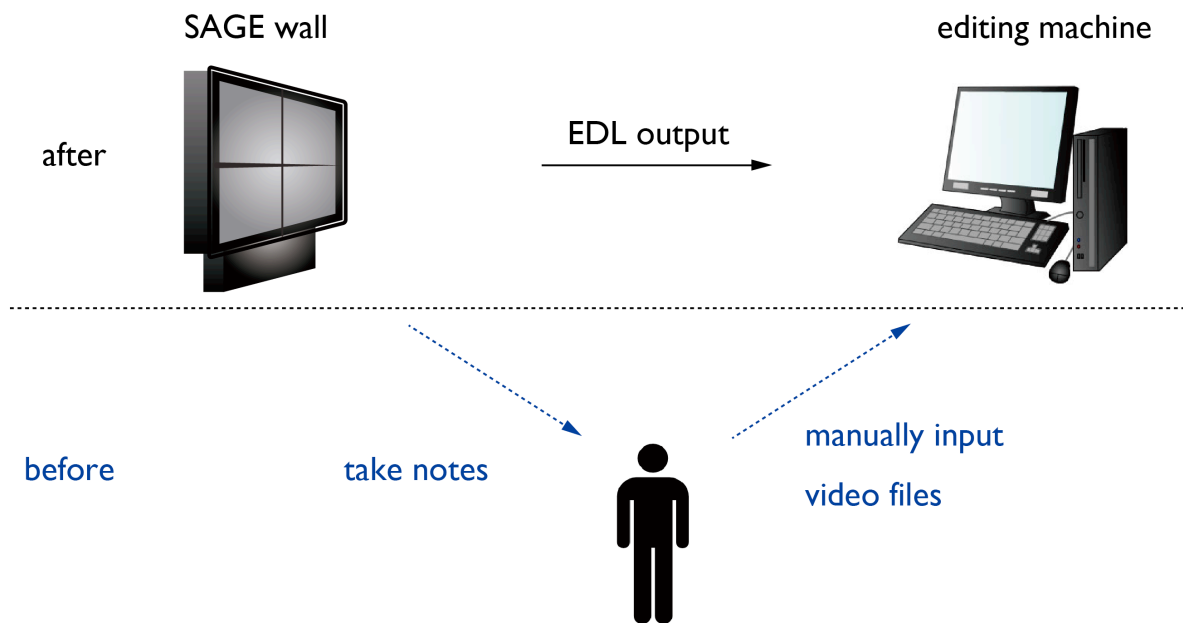 SAGE wall
editing machine
after
EDL output
before
take notes
manually input
video files